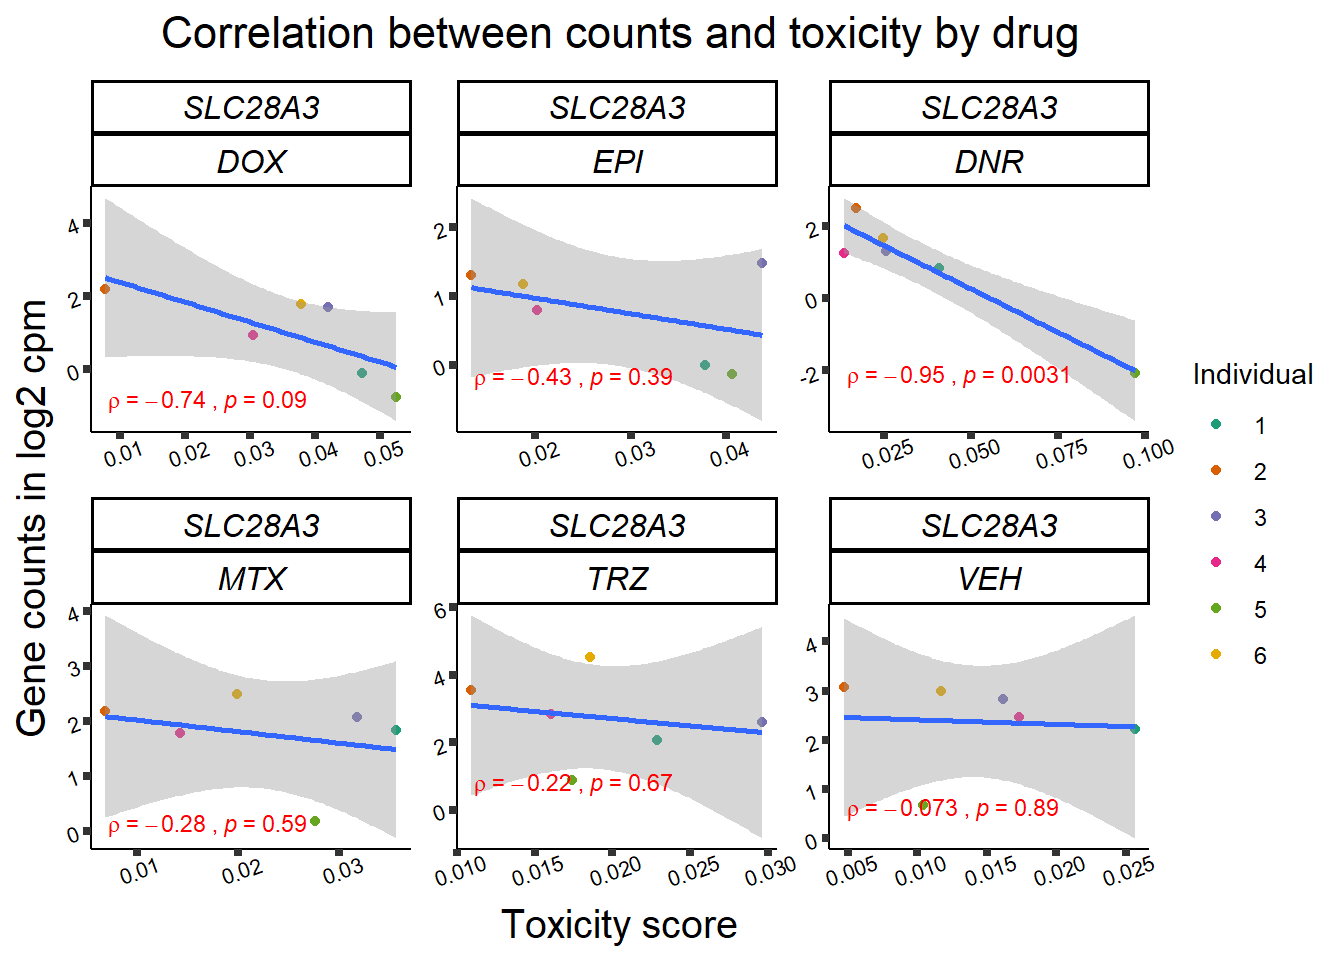 Correlation between counts and toxicity by drug
SLC28A3 SLC28A3 SLC28A3
DOX EPI DNR
4
2
0
ρ = −0.74 , p = 0.09
0.01 0.02 0.03 0.04 0.05
2
1
0
ρ = −0.43 , p = 0.39
0.02 0.03 0.04
2
0
-2
ρ = −0.95 , p = 0.0031
0.025 0.050 0.075 0.100
SLC28A3 SLC28A3 SLC28A3
MTX TRZ VEH
4
3
2
1
0
ρ = −0.28 , p = 0.59
0.01 0.02 0.03
6
4
2
0
ρ = −0.22 , p = 0.67
0.010 0.015 0.020 0.025 0.030
4
3
2
1
0
ρ = −0.073 , p = 0.89
0.005 0.010 0.015 0.020 0.025
Gene counts in log2 cpm
Toxicity score
Individual
1
2
3
4
5
6